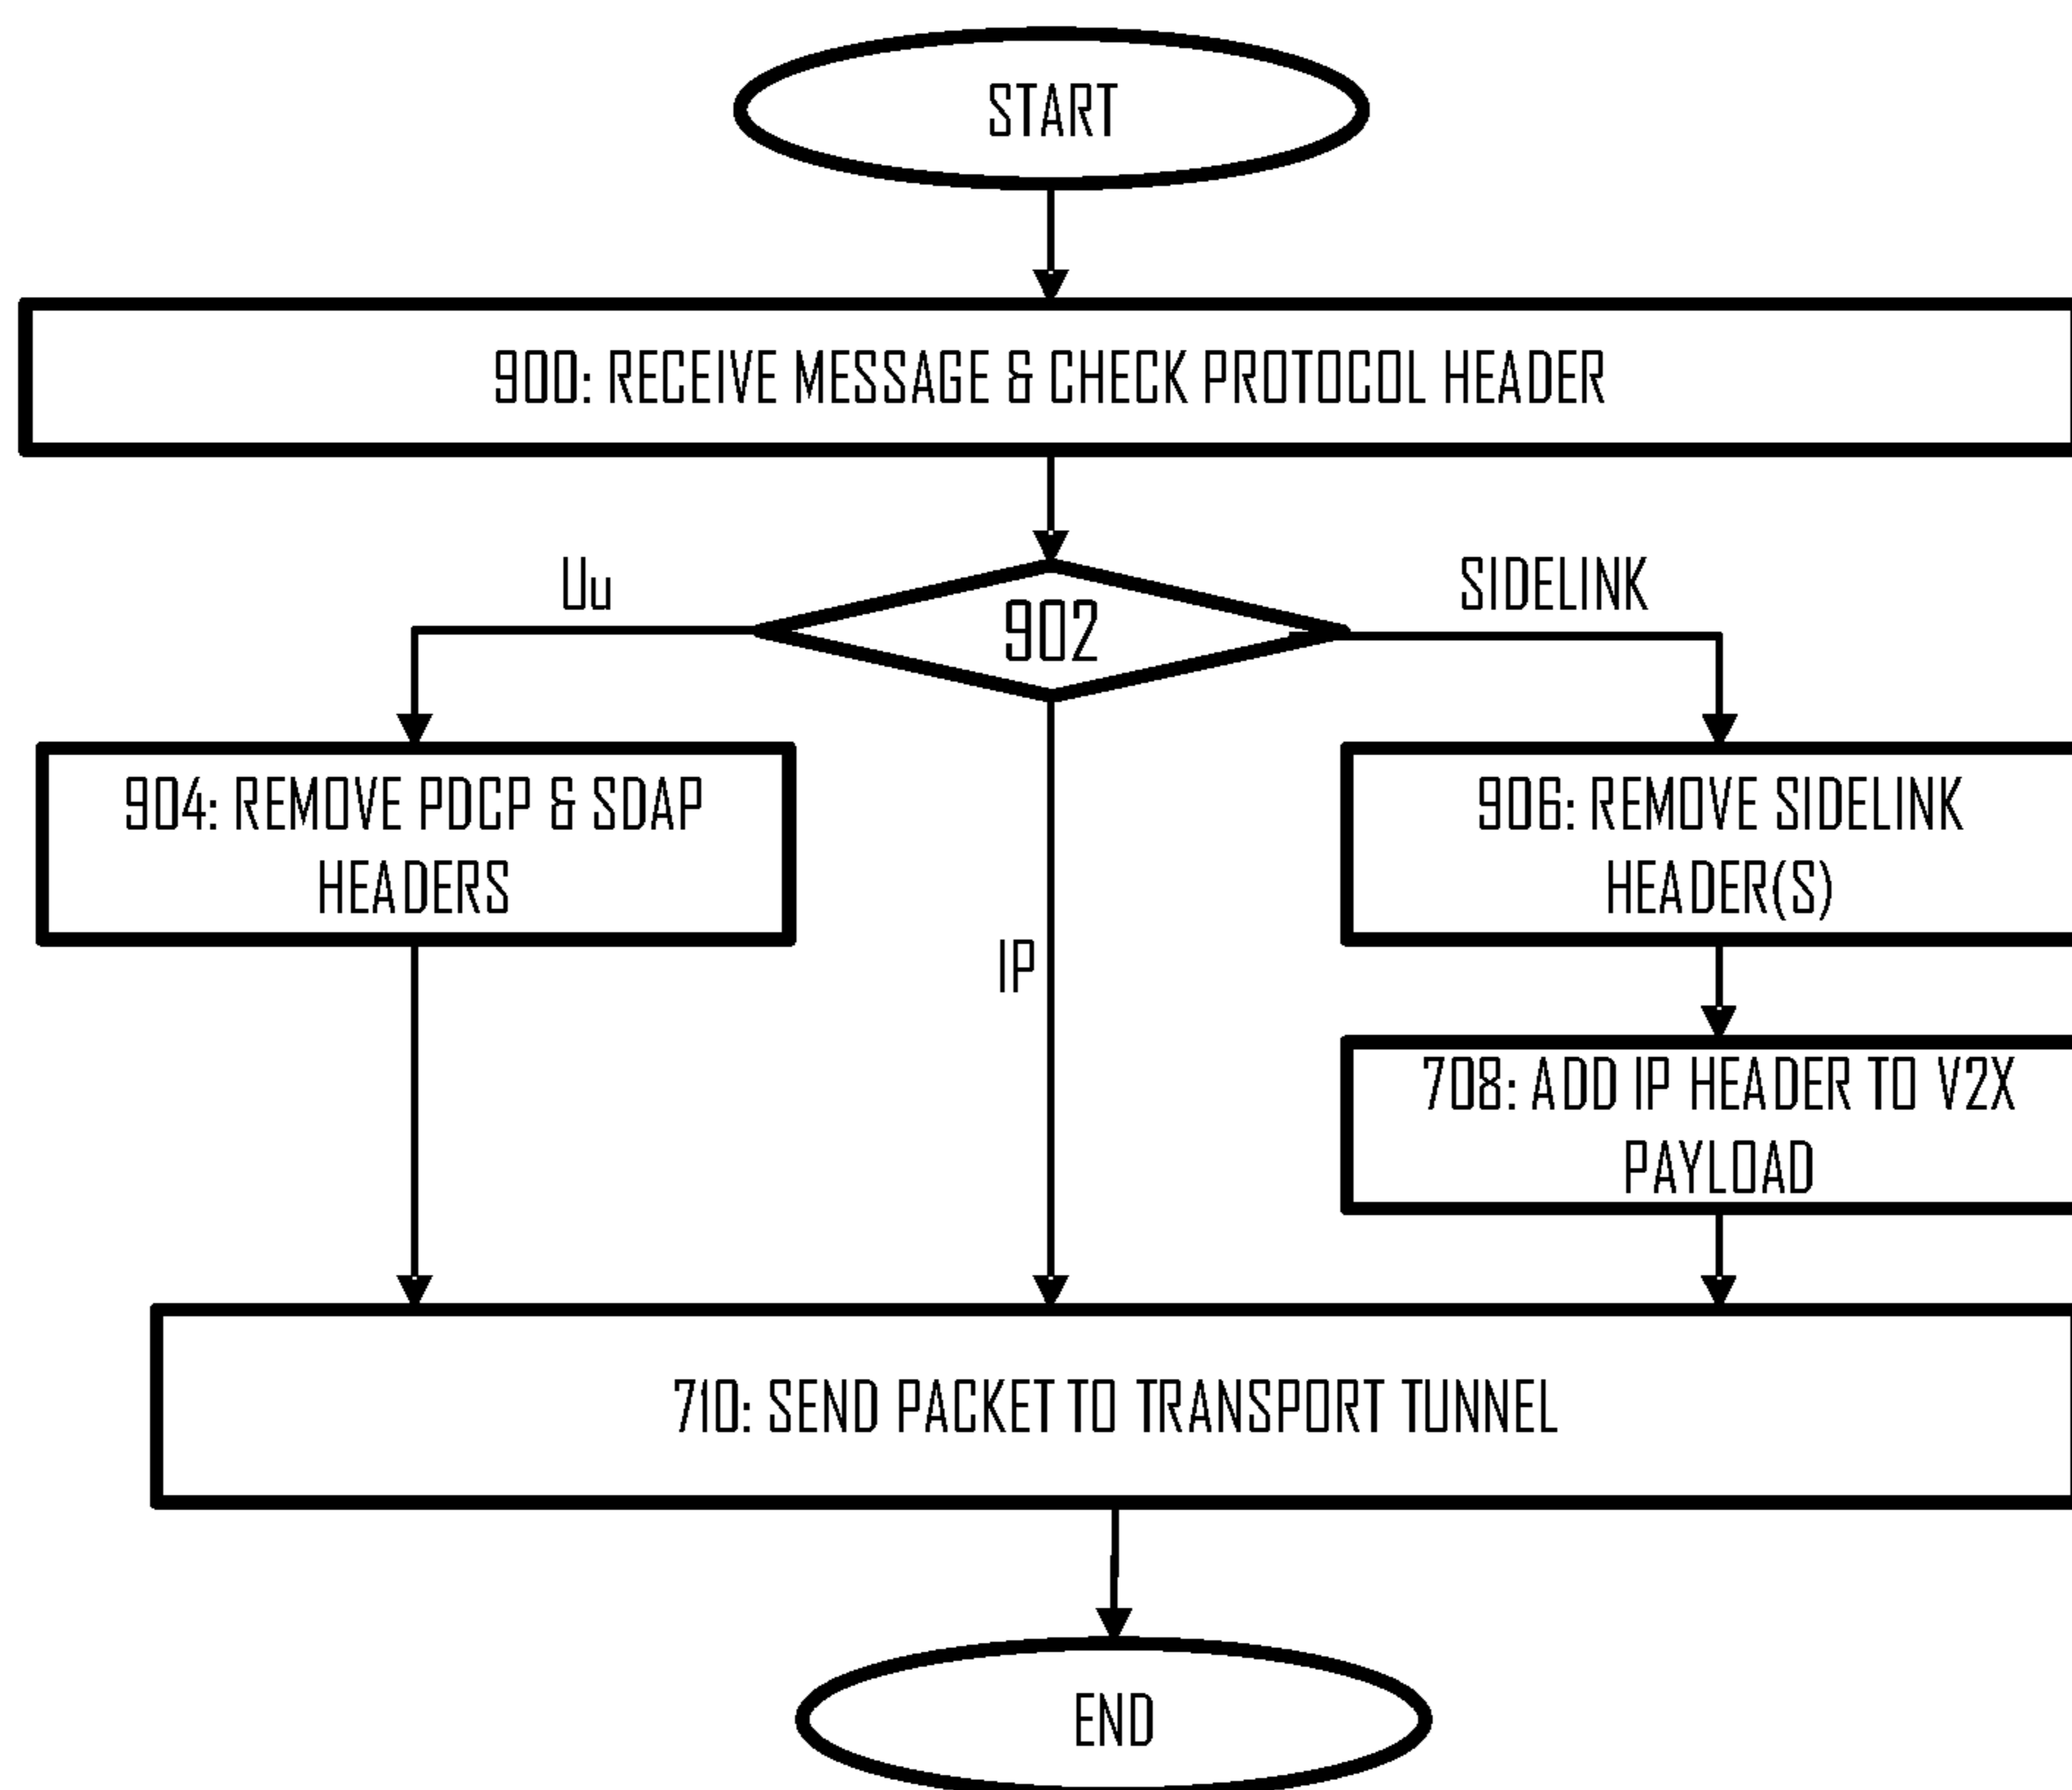 START
900: RECEIVE MESSAGE & CHECK PROTOCOL HEADER
Uu
902
SIDELINK
904: REMOVE PDCP & SDAP
HEADERS
906: REMOVE SIDELINK
HEADER(S)
IP
708: ADD IP HEADER TO V2X
PAYLOAD
710: SEND PACKET TO TRANSPORT TUNNEL
END